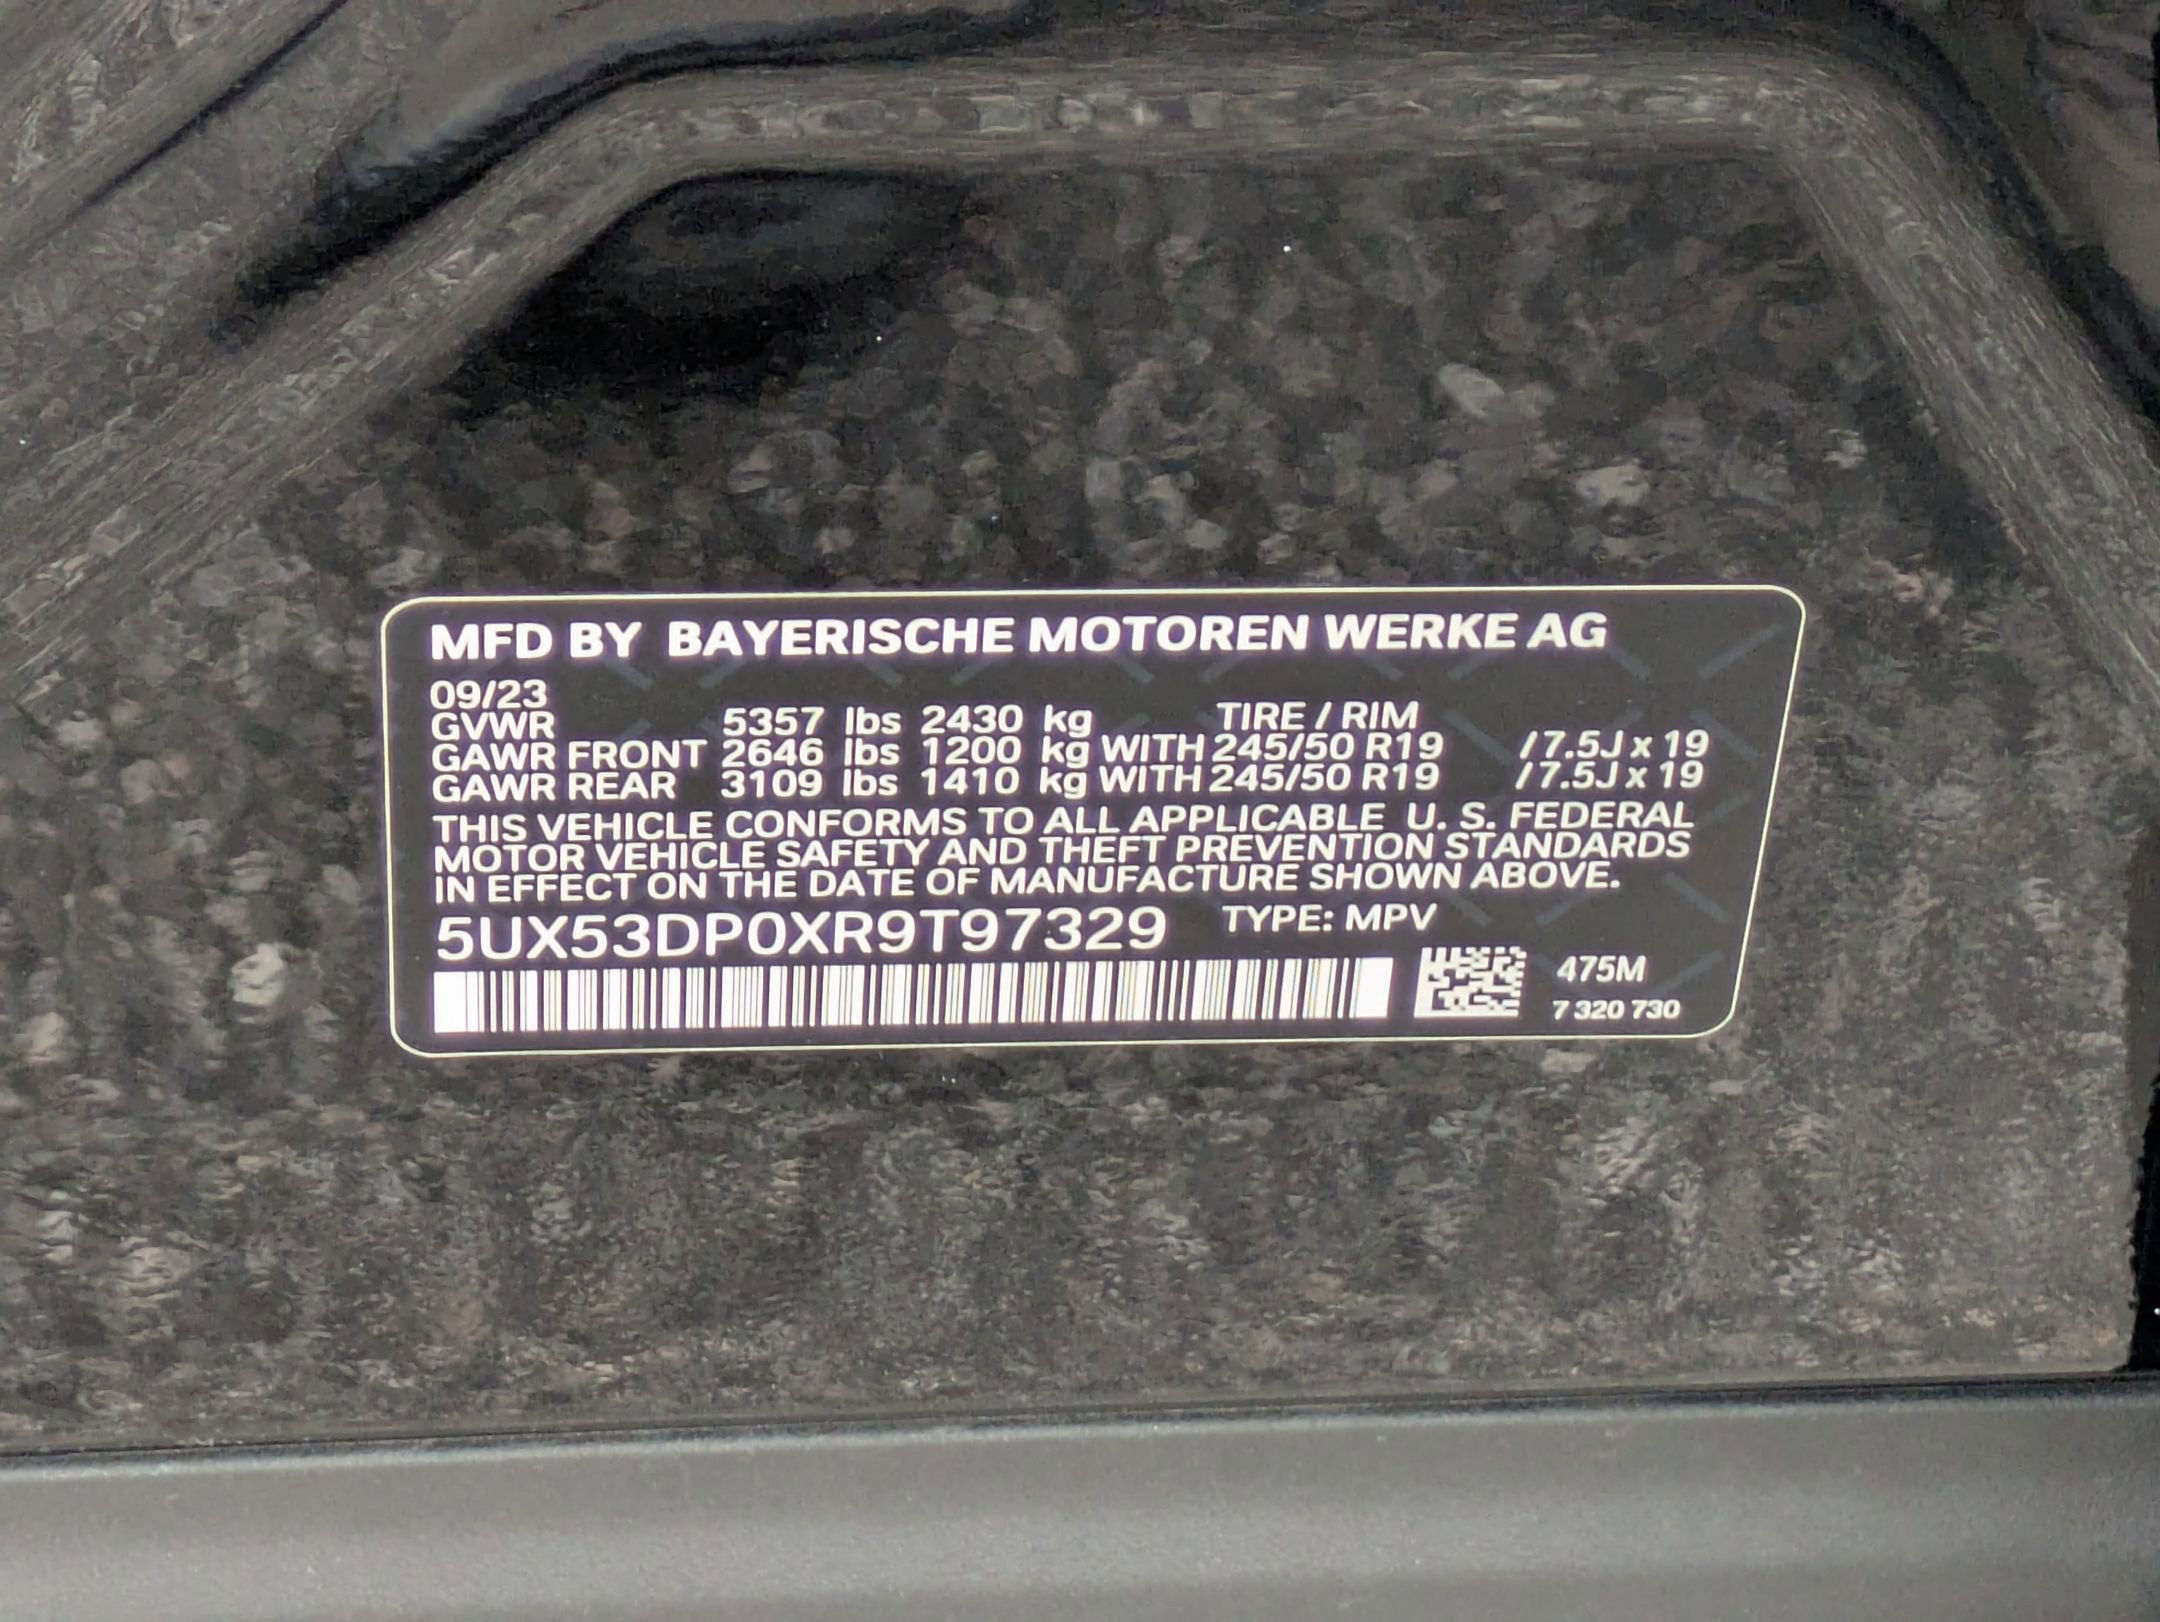 MFD BY BAYERISCHE MOTOREN WERKE AG
09/23
GVWR 5357 lbs 2430 kg TIRE / RIM
GAWR FRONT 2646 lbs 1200 kg WITH 245/50 R19 / 7.5J x 19
GAWR REAR 3109 lbs 1410 kg WITH 245/50 R19 / 7.5J x 19
THIS VEHICLE CONFORMS TO ALL APPLICABLE U. S. FEDERAL
MOTOR VEHICLE SAFETY AND THEFT PREVENTION STANDARDS
IN EFFECT ON THE DATE OF MANUFACTURE SHOWN ABOVE.
5UX53DP0XR9T97329 TYPE: MPV
475M
7 320 730